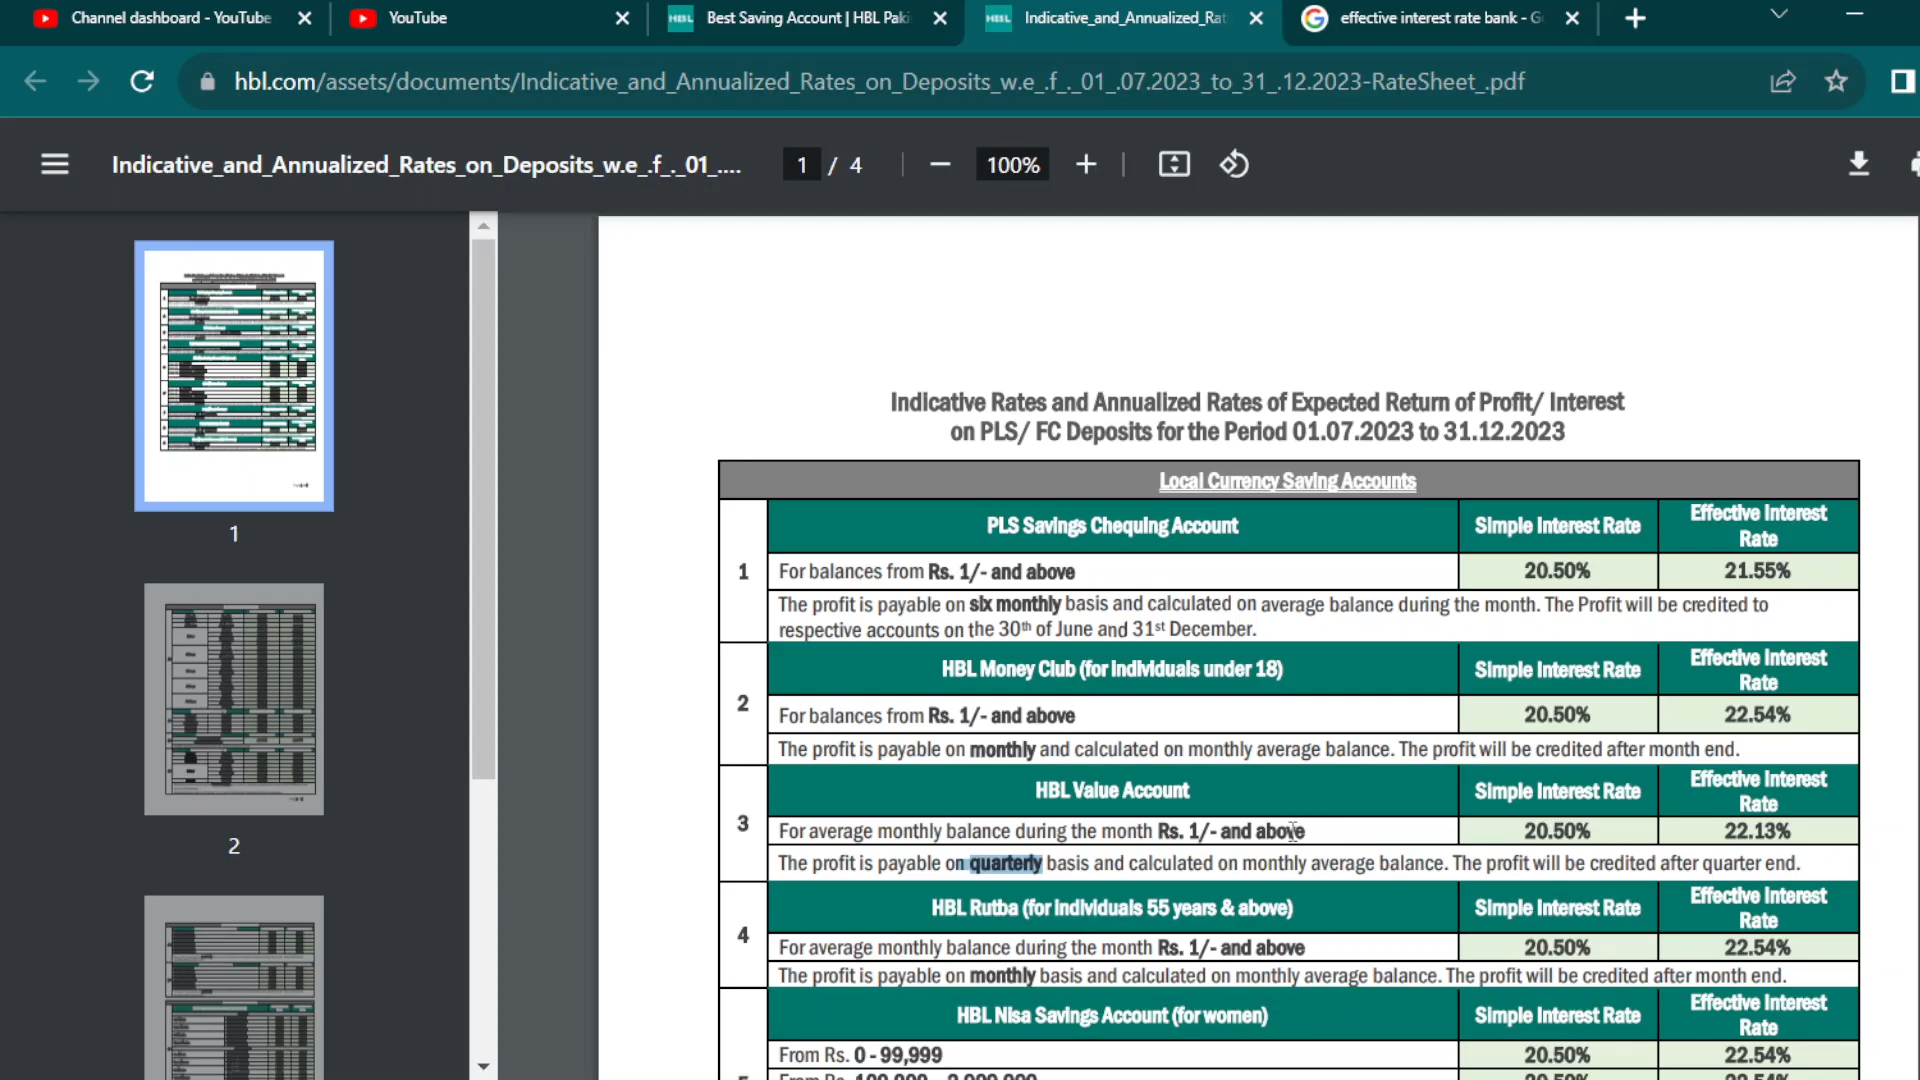 Channel dashboard - YouTube
YouTube
HBL Best Saving Account | HBL Paki
HBL Indicative_and_Annualized_Rat
effective interest rate bank - G
hbl.com/assets/documents/Indicative_and_Annualized_Rates_on_Deposits_w.e_.f_._01_.07.2023_to_31_.12.2023-RateSheet_.pdf
Indicative_and_Annualized_Rates_on_Deposits_w.e_.f_._01_....
1 / 4
100%
1
2
Indicative Rates and Annualized Rates of Expected Return of Profit/ Interest
on PLS/ FC Deposits for the Period 01.07.2023 to 31.12.2023
Local Currency Saving Accounts
1
PLS Savings Chequing Account
Simple Interest Rate
Effective Interest
Rate
For balances from Rs. 1/- and above
20.50%
21.55%
The profit is payable on six monthly basis and calculated on average balance during the month. The Profit will be credited to
respective accounts on the 30th of June and 31st December.
2
HBL Money Club (for individuals under 18)
Simple Interest Rate
Effective Interest
Rate
For balances from Rs. 1/- and above
20.50%
22.54%
The profit is payable on monthly and calculated on monthly average balance. The profit will be credited after month end.
3
HBL Value Account
Simple Interest Rate
Effective Interest
Rate
For average monthly balance during the month Rs. 1/- and above
20.50%
22.13%
The profit is payable on quarterly basis and calculated on monthly average balance. The profit will be credited after quarter end.
4
HBL Rutba (for individuals 55 years & above)
Simple Interest Rate
Effective Interest
Rate
For average monthly balance during the month Rs. 1/- and above
20.50%
22.54%
The profit is payable on monthly basis and calculated on monthly average balance. The profit will be credited after month end.
HBL Nisa Savings Account (for women)
Simple Interest Rate
Effective Interest
Rate
From Rs. 0 - 99,999
20.50%
22.54%